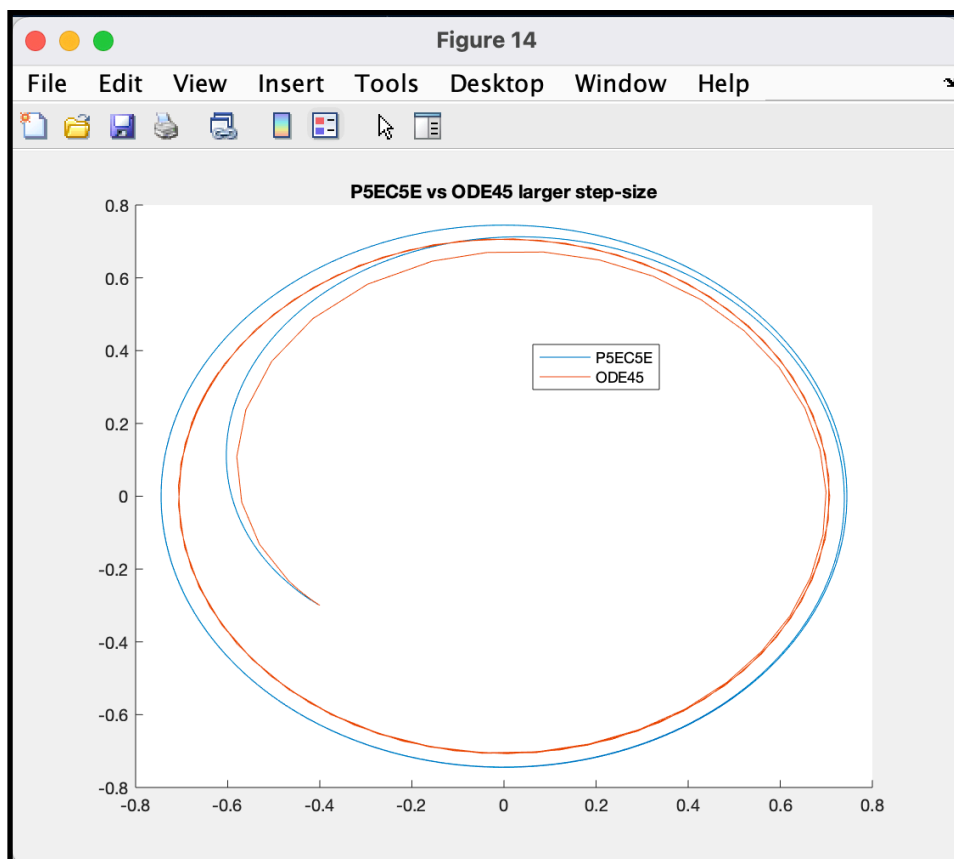 Figure 14
File Edit View Insert Tools Desktop Window Help
P5EC5E vs ODE45 larger step-size
0.8
0.6
0.4
0.2
0
-0.2
-0.4
-0.6
-0.8
P5EC5E
ODE45
-0.8 -0.6 -0.4 -0.2 0 0.2 0.4 0.6 0.8